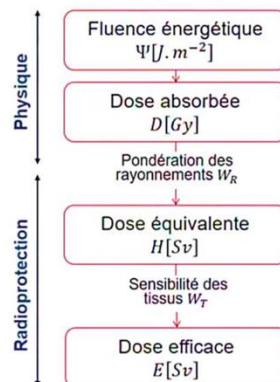 Physique
Fluence énergétique
Ψ[J.m⁻²]
Dose absorbée
D[Gy]
Pondération des
rayonnements W_R
Radioprotection
Dose équivalente
H[Sv]
Sensibilité des
tissus W_T
Dose efficace
E[Sv]